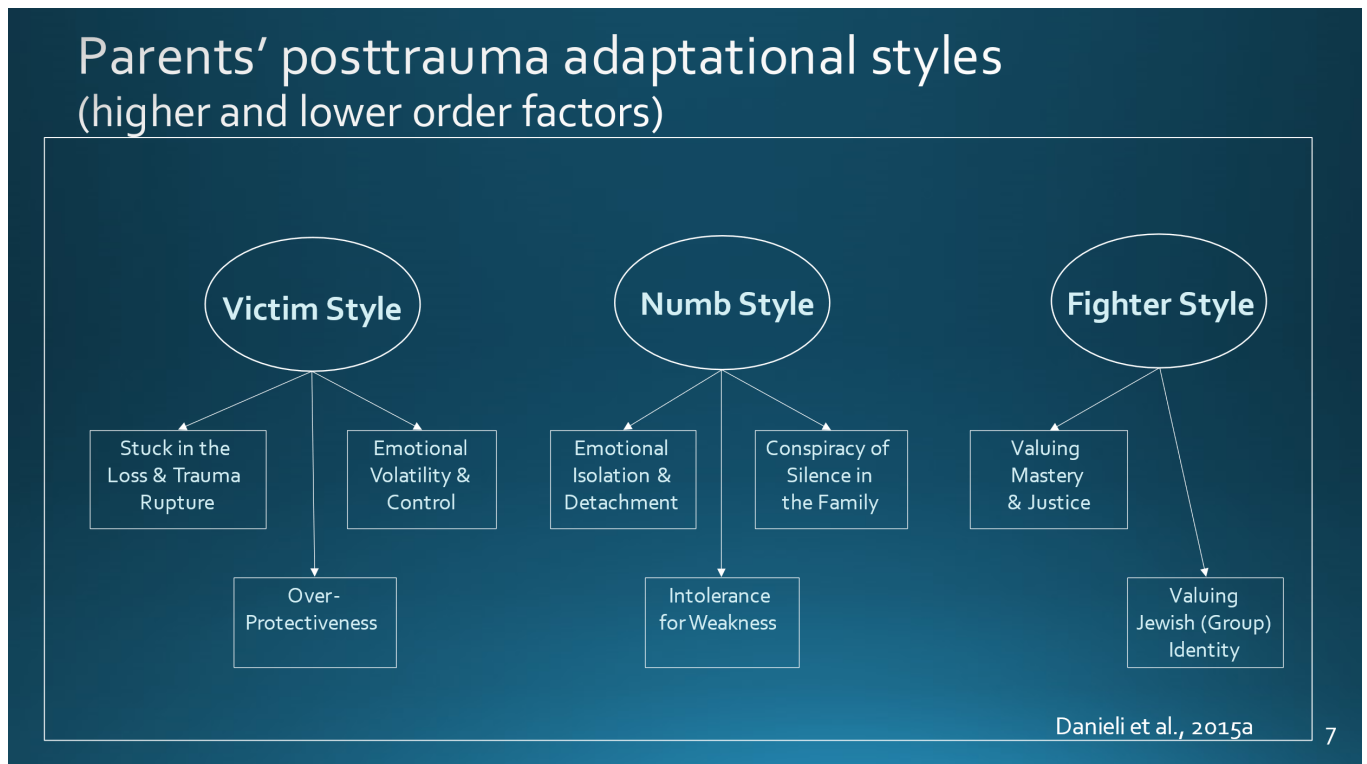 Parents’ posttrauma adaptational styles
(higher and lower order factors)
Victim Style
Numb Style
Fighter Style
Stuck in the
Loss & Trauma
Rupture
Emotional
Volatility &
Control
Emotional
Isolation &
Detachment
Conspiracy of
Silence in
the Family
Valuing
Mastery
& Justice
Over-
Protectiveness
Intolerance
for Weakness
Valuing
Jewish (Group)
Identity
Danieli et al., 2015a
7